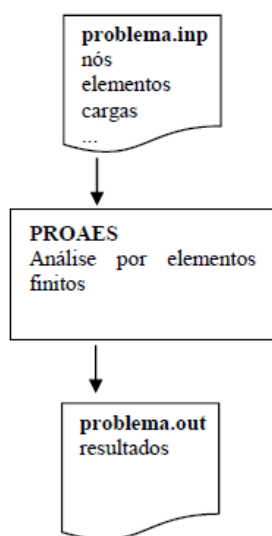 problema.inp
nós
elementos
cargas
...
PROAES
Análise por elementos
finitos
problema.out
resultados